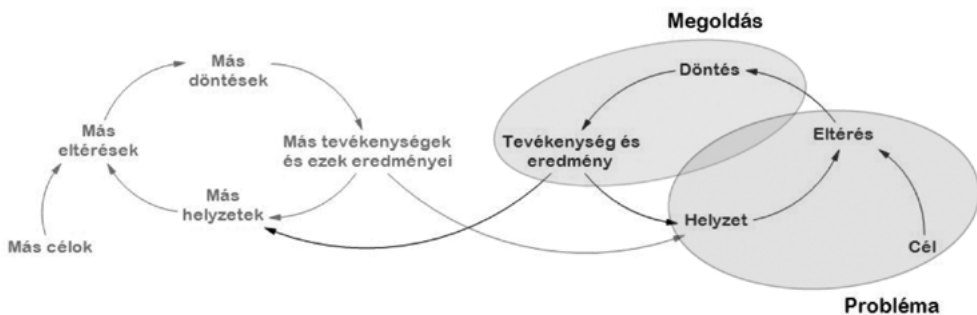 Megoldás
Más
döntések
Döntés
Más
eltérések
Más tevékenységek
és ezek eredményei
Tevékenység és
eredmény
Eltérés
Más
helyzetek
Helyzet
Más célok
Cél
Probléma